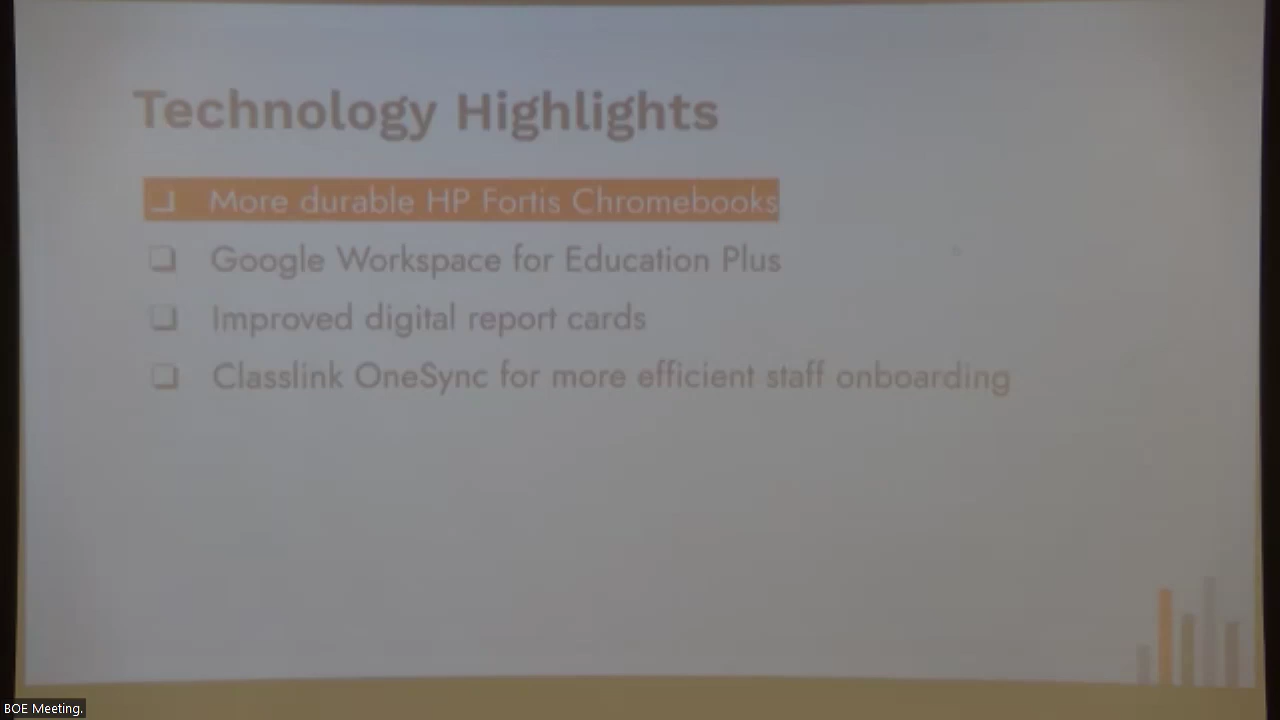 Technology Highlights
More durable HP Fortis Chromebooks
Google Workspace for Education Plus
Improved digital report cards
Classlink OneSync for more efficient staff onboarding
BOE Meeting.